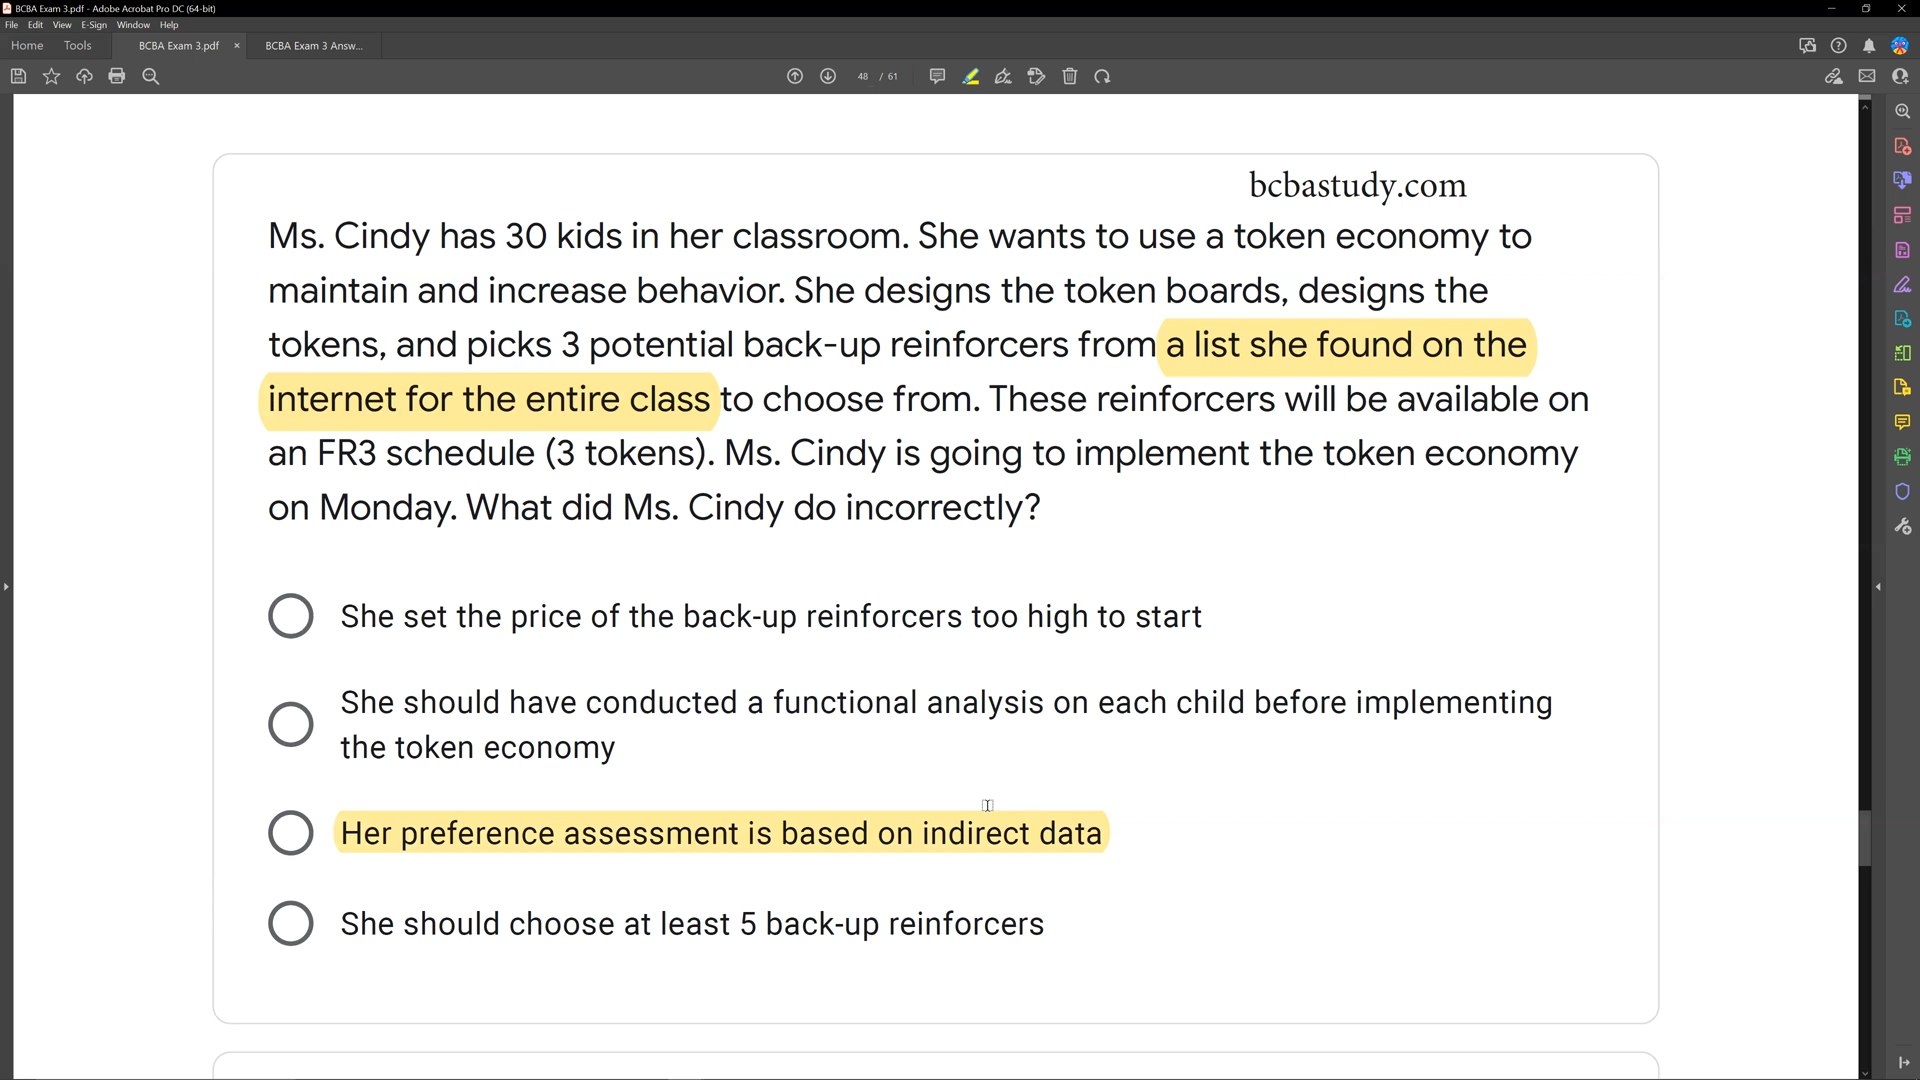 BCBA Exam 3.pdf - Adobe Acrobat Pro DC (64-bit)
File Edit View E-Sign Window Help
Home Tools BCBA Exam 3.pdf × BCBA Exam 3 Answ...
48 / 61
bcbastudy.com
Ms. Cindy has 30 kids in her classroom. She wants to use a token economy to
maintain and increase behavior. She designs the token boards, designs the
tokens, and picks 3 potential back-up reinforcers from a list she found on the
internet for the entire class to choose from. These reinforcers will be available on
an FR3 schedule (3 tokens). Ms. Cindy is going to implement the token economy
on Monday. What did Ms. Cindy do incorrectly?
She set the price of the back-up reinforcers too high to start
She should have conducted a functional analysis on each child before implementing
the token economy
Her preference assessment is based on indirect data
She should choose at least 5 back-up reinforcers